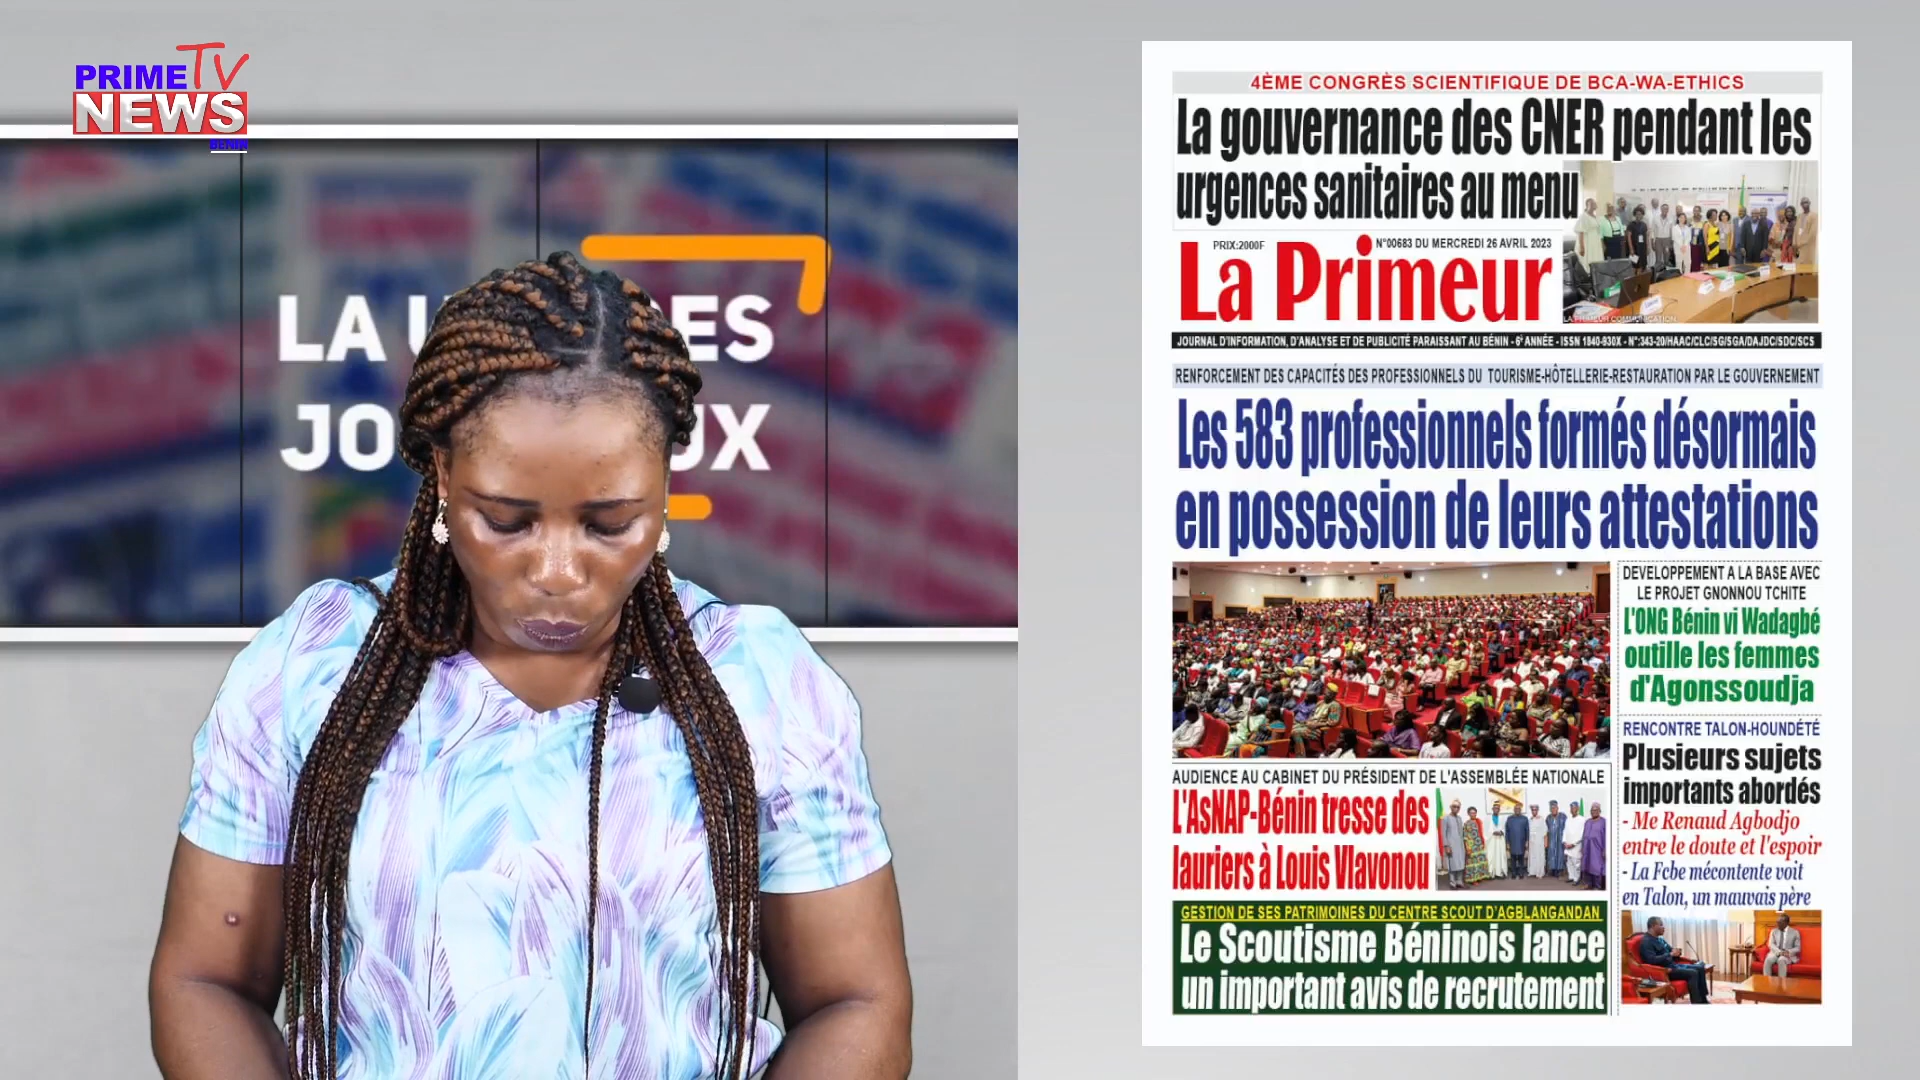 PRIME TV
NEWS
BENIN
LA U ES
JO UX
4ÈME CONGRÈS SCIENTIFIQUE DE BCA-WA-ETHICS
La gouvernance des CNER pendant les
urgences sanitaires au menu
PRIX:2000F
N°00683 DU MERCREDI 26 AVRIL 2023
La Primeur
LA PRIMEUR COMMUNICATION
JOURNAL D'INFORMATION, D'ANALYSE ET DE PUBLICITÉ PARAISSANT AU BÉNIN - 6è ANNÉE - ISSN 1840-930X - N°:343-20/HAAC/CLC/SG/SGA/DAJDC/SDC/SCS
RENFORCEMENT DES CAPACITÉS DES PROFESSIONNELS DU TOURISME-HÔTELLERIE-RESTAURATION PAR LE GOUVERNEMENT
Les 583 professionnels formés désormais
en possession de leurs attestations
DEVELOPPEMENT A LA BASE AVEC
LE PROJET GNONNOU TCHITE
L'ONG Bénin vi Wadagbé
outille les femmes
d'Agonssoudja
RENCONTRE TALON-HOUNDÉTÉ
Plusieurs sujets
importants abordés
- Me Renaud Agbodjo
entre le doute et l'espoir
- La Fcbe mécontente voit
en Talon, un mauvais père
AUDIENCE AU CABINET DU PRÉSIDENT DE L'ASSEMBLÉE NATIONALE
L'AsNAP-Bénin tresse des
lauriers à Louis Vlavonou
GESTION DE SES PATRIMOINES DU CENTRE SCOUT D'AGBLANGANDAN
Le Scoutisme Béninois lance
un important avis de recrutement